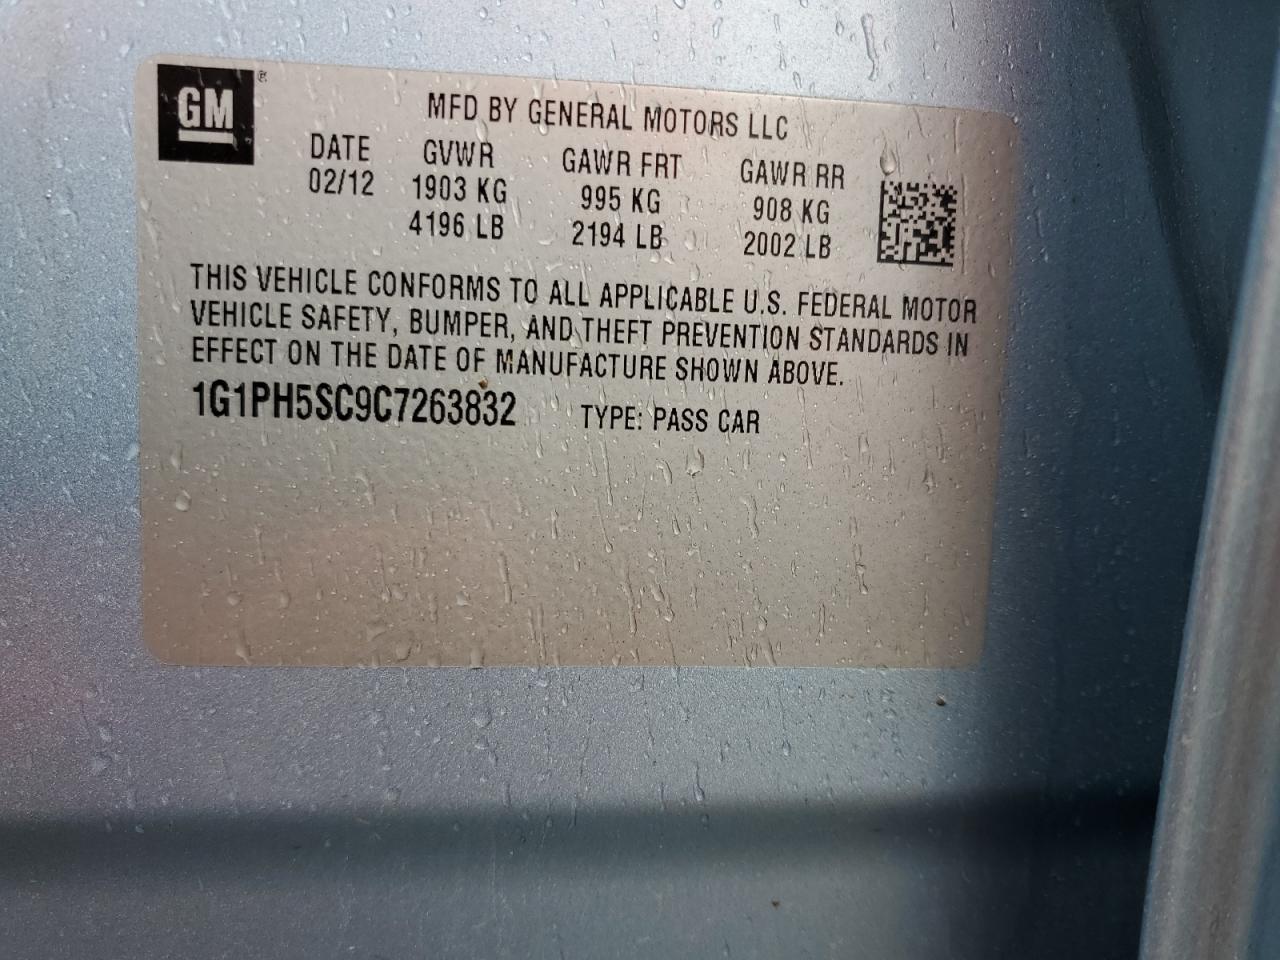 GM ®
MFD BY GENERAL MOTORS LLC
DATE GVWR GAWR FRT GAWR RR
02/12 1903 KG 995 KG 908 KG
4196 LB 2194 LB 2002 LB
THIS VEHICLE CONFORMS TO ALL APPLICABLE U.S. FEDERAL MOTOR
VEHICLE SAFETY, BUMPER, AND THEFT PREVENTION STANDARDS IN
EFFECT ON THE DATE OF MANUFACTURE SHOWN ABOVE.
1G1PH5SC9C7263832 TYPE: PASS CAR